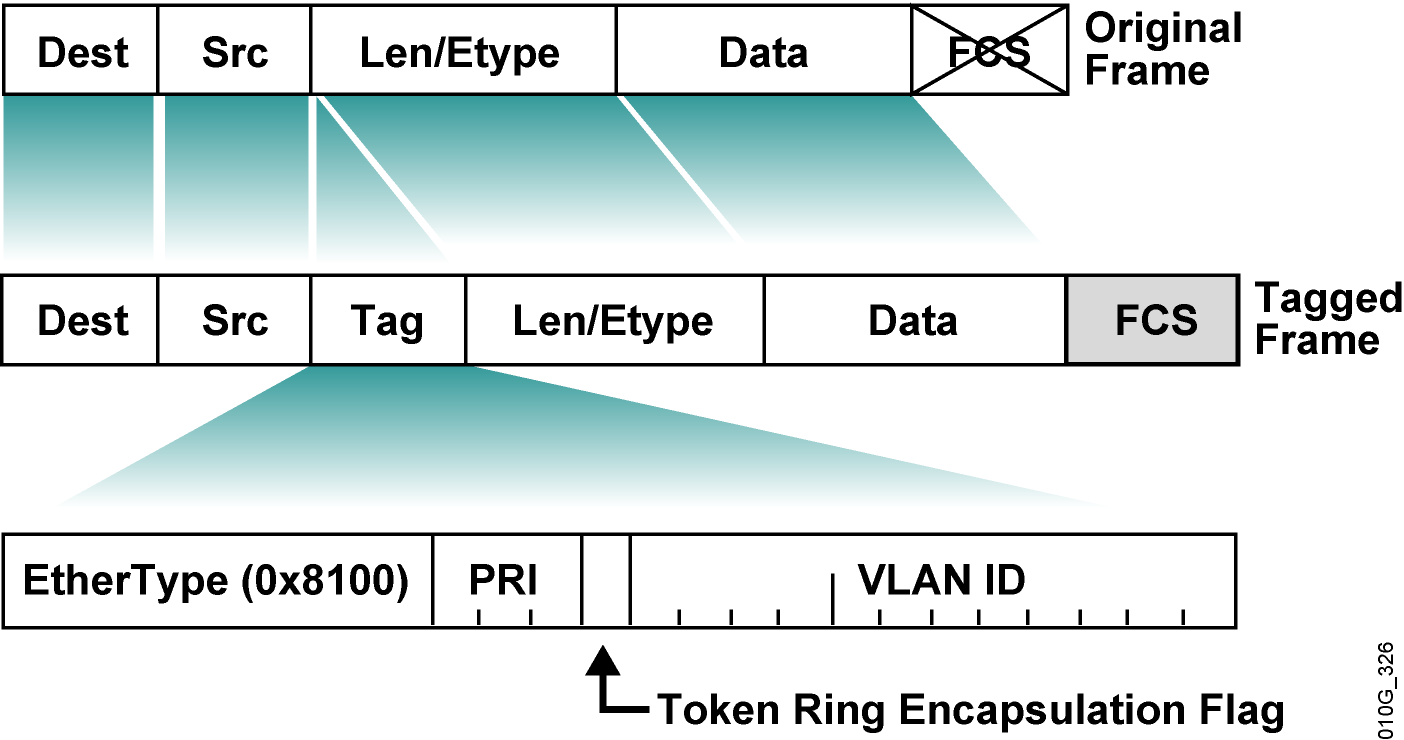 Dest Src Len/Etype Data FCS Original
Frame
Dest Src Tag Len/Etype Data FCS Tagged
Frame
EtherType (0x8100) PRI VLAN ID
Token Ring Encapsulation Flag
010G_326